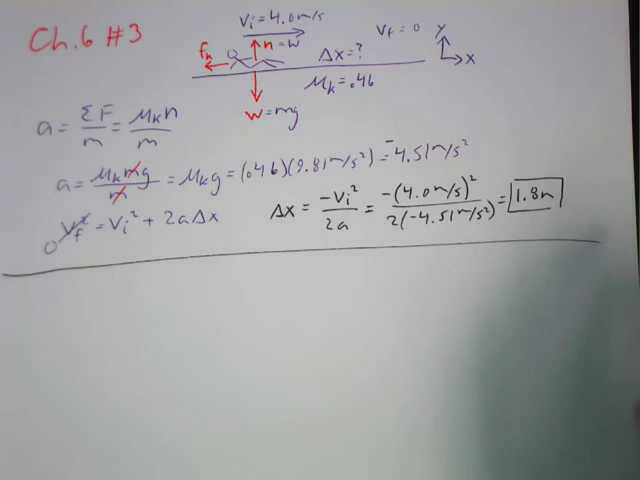 Ch.6 #3
Vi = 4.0 m/s
Vf = 0
y
x
fk
n = w
Δx = ?
μk = .46
w = mg
a = ΣF/m = μkn/m
a = μkmg/m = μkg = (.046)(9.81 m/s²) = -4.51 m/s²
0 Vf² = Vi² + 2aΔx
Δx = -Vi²/2a = -(4.0 m/s)²/2(-4.51 m/s²) = 1.8m